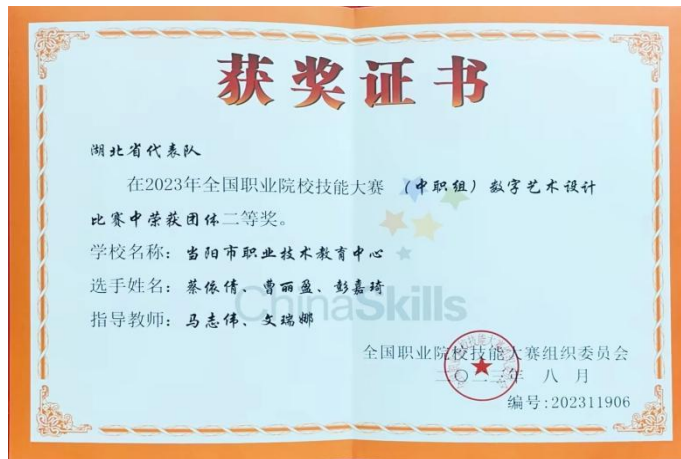 获奖证书
湖北省代表队
在2023年全国职业院校技能大赛 （中职组）数字艺术设计
比赛中荣获团体二等奖。
学校名称：当阳市职业技术教育中心
选手姓名：蔡依倩、曹丽盈、彭嘉琦
指导教师：马志伟、文瑞娜
ChinaSkills
全国职业院校技能大赛组织委员会
二〇二三年 八 月
编号:202311906